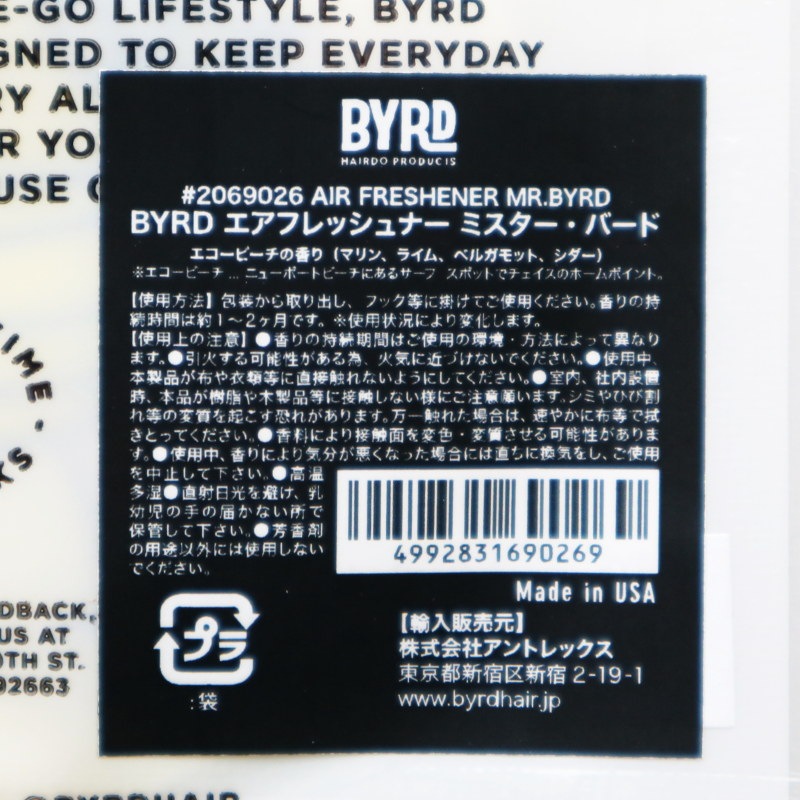 E-GO LIFESTYLE, BYRD
GNED TO KEEP EVERYDAY
RY AL
R YO
USE
BYRD
HAIRDO PRODUCTS
#2069026 AIR FRESHENER MR.BYRD
BYRD エアフレッシュナー ミスター・バード
エコービーチの香り（マリン、ライム、ベルガモット、シダー）
※エコービーチ … ニューポートビーチにあるサーフ スポットでチェイスのホームポイント。
【使用方法】包装から取り出し、フック等に掛けてご使用ください。香りの持
続時間は約1～2ヶ月です。※使用状況により変化します。
【使用上の注意】●香りの持続期間はご使用の環境・方法によって異なり
ます。●引火する可能性がある為、火気に近づけないでください。●使用中、
本製品が布や衣類等に直接触れないようにしてください。●室内、社内設置
時、本品が樹脂や木製品等に接触しない様にご注意願います。シミやひび割
れ等の変質を起こす恐れがあります。万一触れた場合は、速やかに布等で拭
きとってください。●香料により接触面を変色・変質させる可能性がありま
す。●使用中、香りにより気分が悪くなった場合には直ちに換気をし、ご使用
を中止して下さい。●高温
多湿●直射日光を避け、乳
幼児の手の届かない所で
保管して下さい。●芳香剤
の用途以外には使用しない
でください。
4992831690269
Made in USA
プラ
:袋
【輸入販売元】
株式会社アントレックス
東京都新宿区新宿 2-19-1
www.byrdhair.jp
TIME.
KS
DBACK,
US AT
0TH ST.
92663
@BYRDHAIR